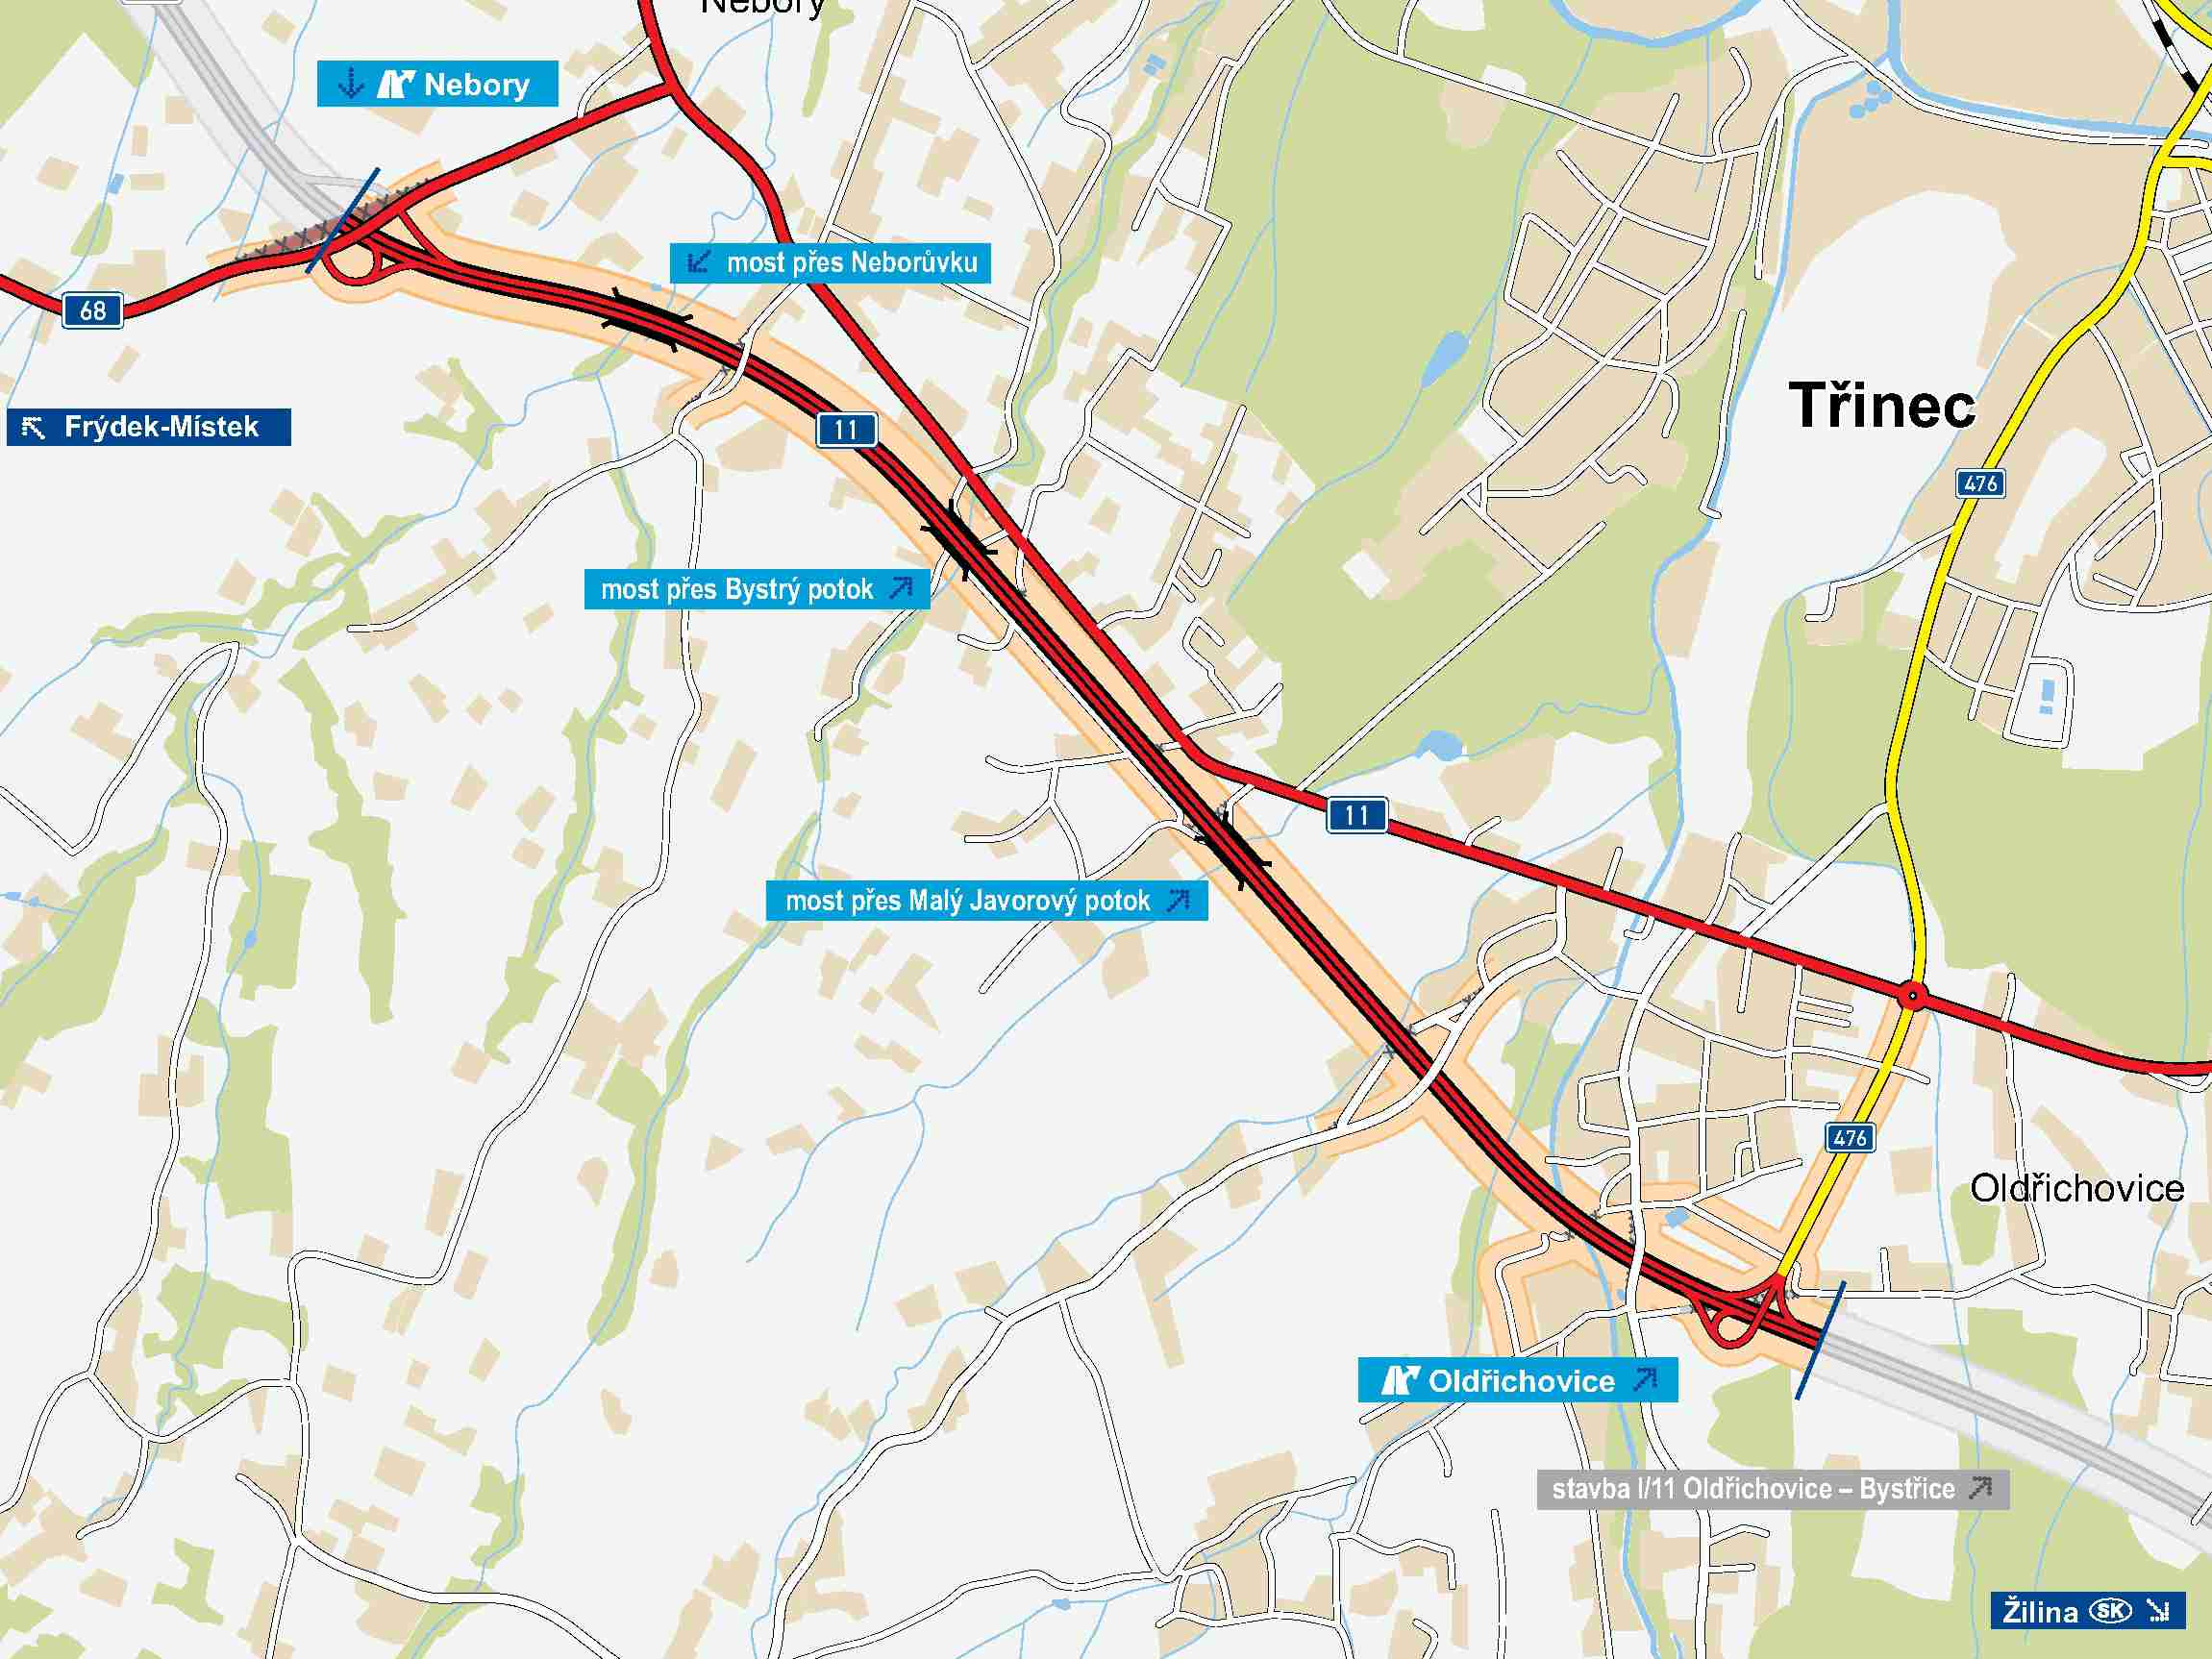 Nebory
Nebory
most přes Neborůvku
68
Frýdek-Místek
11
Třinec
476
most přes Bystrý potok
11
most přes Malý Javorový potok
476
Oldřichovice
Oldřichovice
stavba I/11 Oldřichovice – Bystřice
Žilina SK